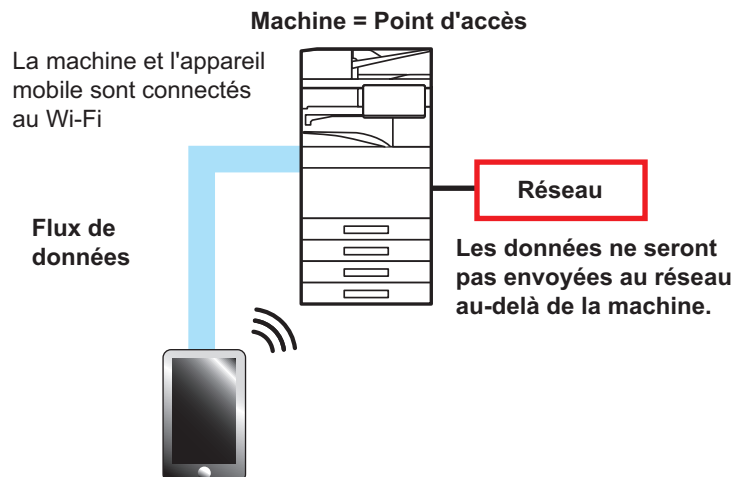 Machine = Point d'accès
La machine et l'appareil
mobile sont connectés
au Wi-Fi
Réseau
Flux de
données
Les données ne seront
pas envoyées au réseau
au-delà de la machine.